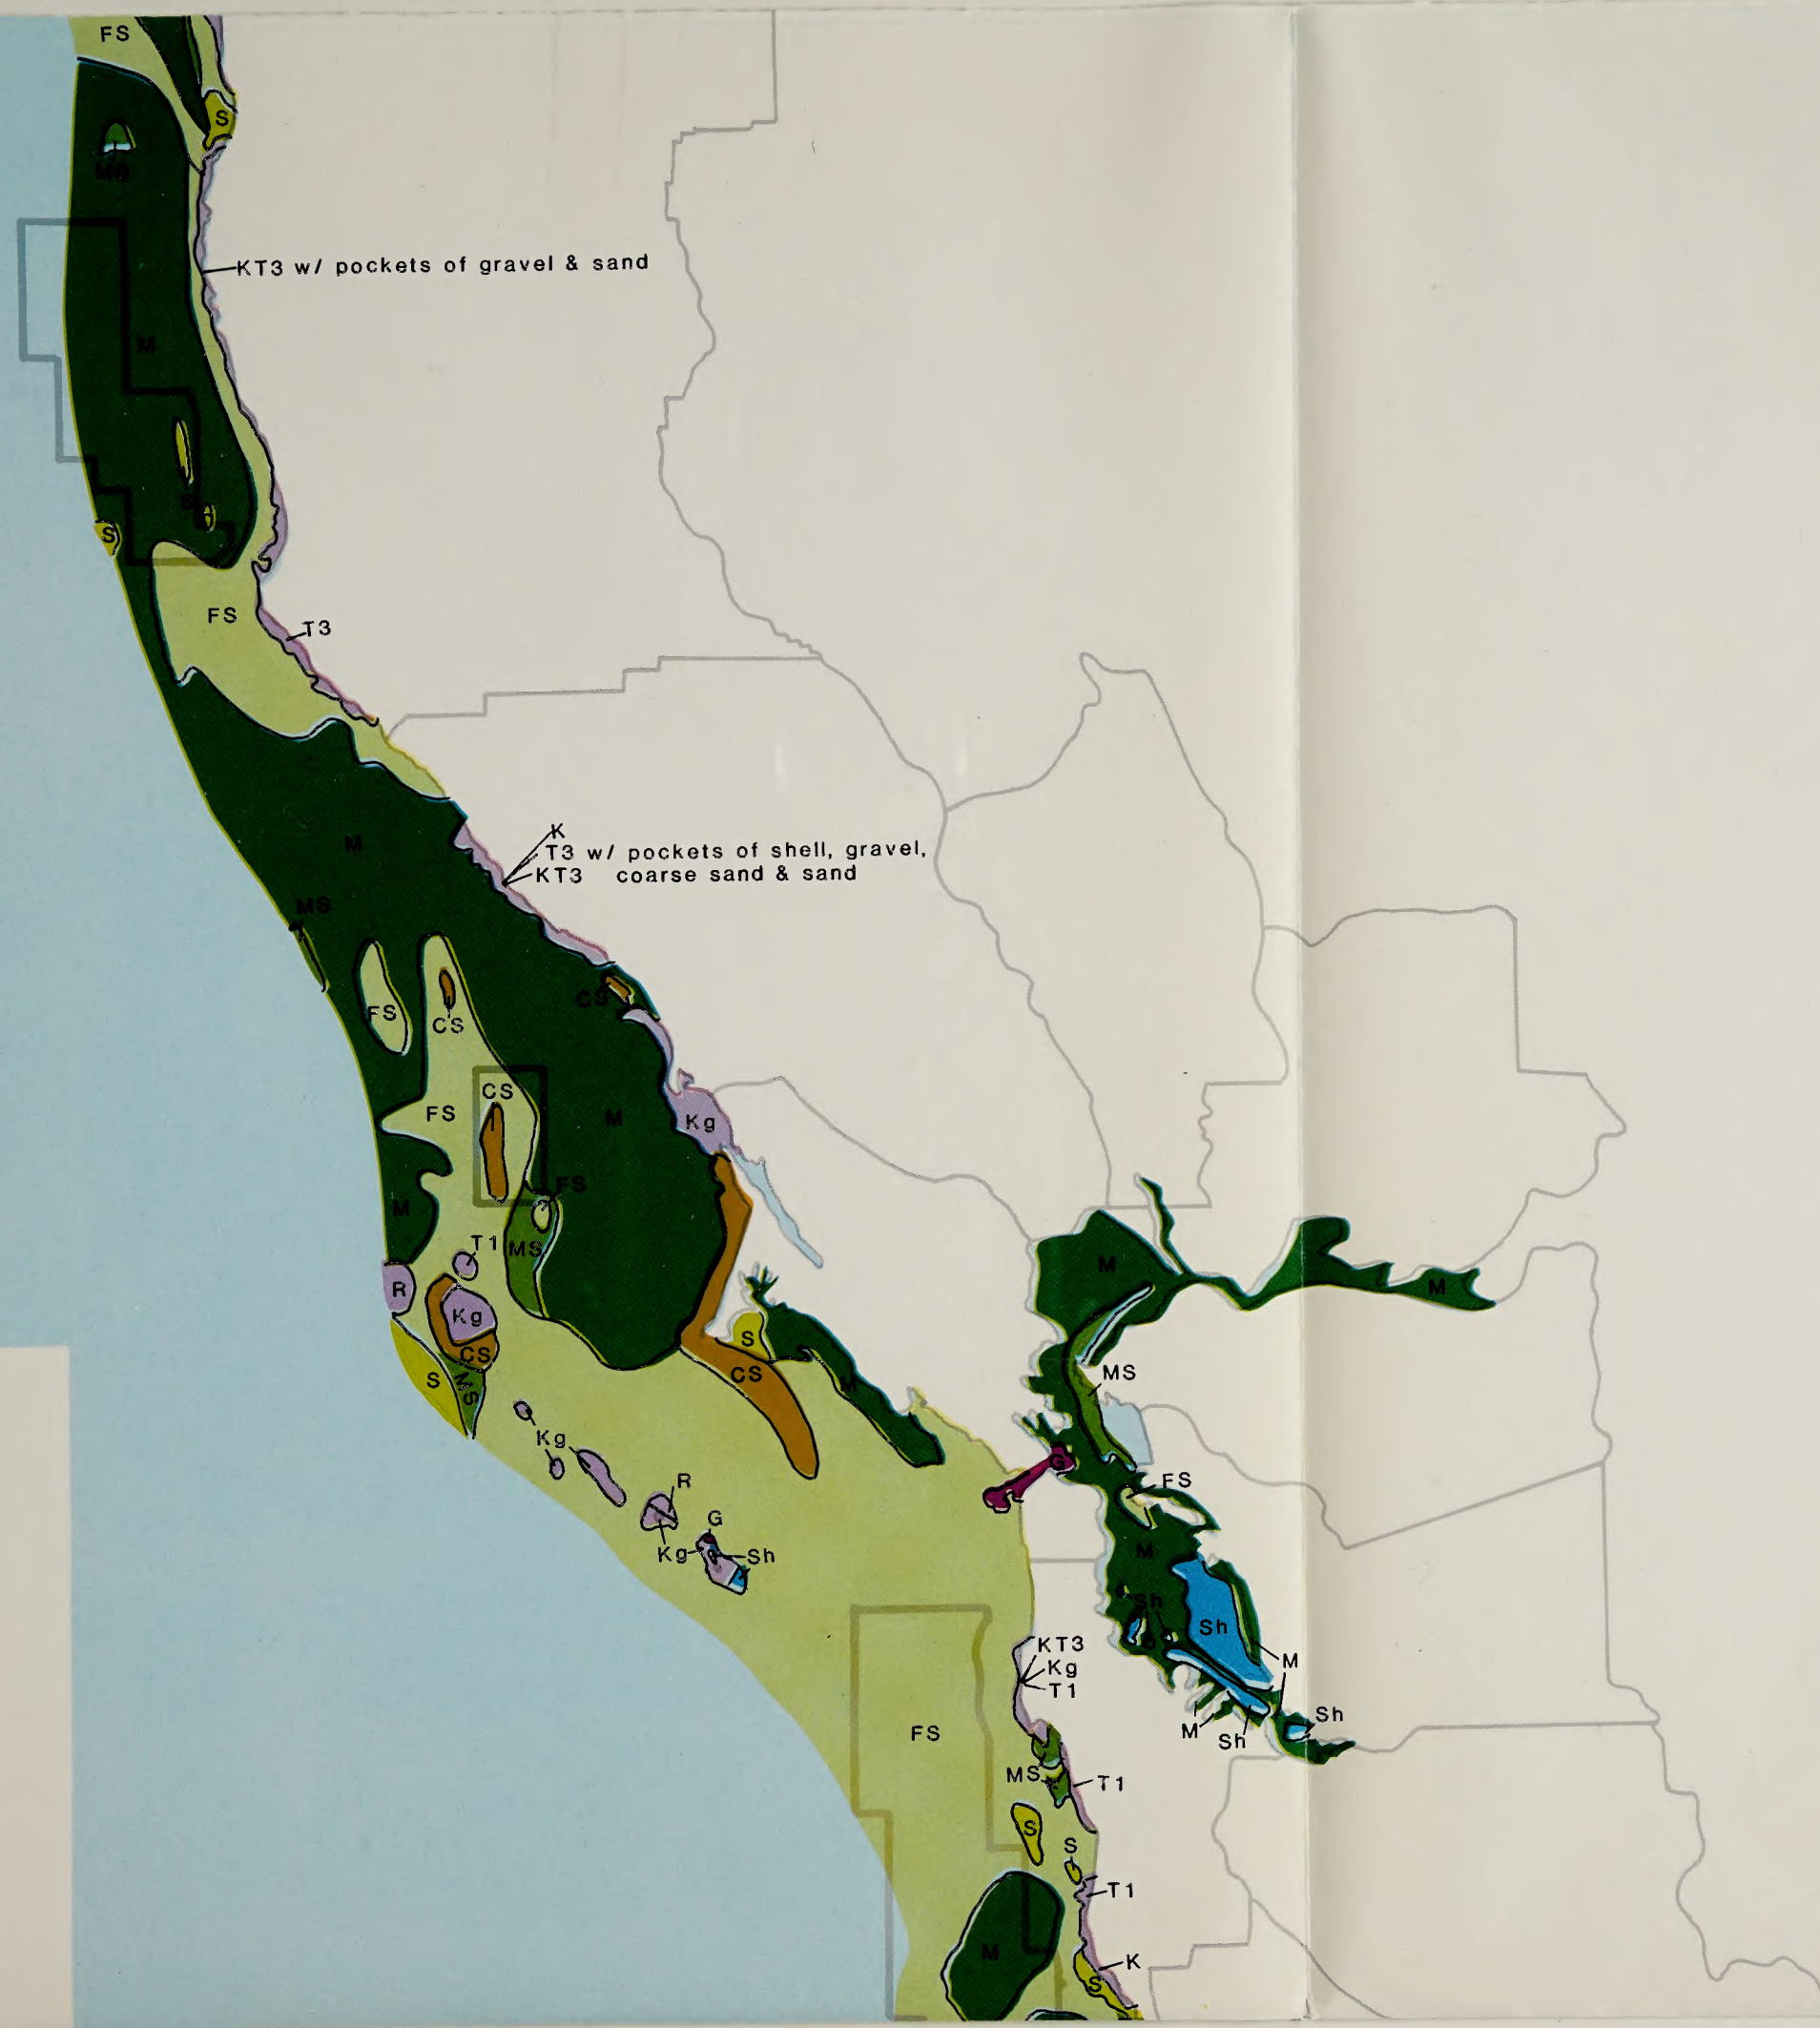 FS
S
MS
KT3 w/ pockets of gravel & sand
M
S
S
FS
T3
K
T3 w/ pockets of shell, gravel,
KT3 coarse sand & sand
M
MS
CS
FS
CS
CS
FS
M
Kg
FS
M
T1
MS
M
M
R
Kg
S
CS
CS
MS
S
M
MS
Kg
G
R
FS
G
Kg
Sh
M
Sh
Sh
KT3
M
Kg
T1
Sh
FS
M
Sh
MS
T1
S
S
T1
M
K
S